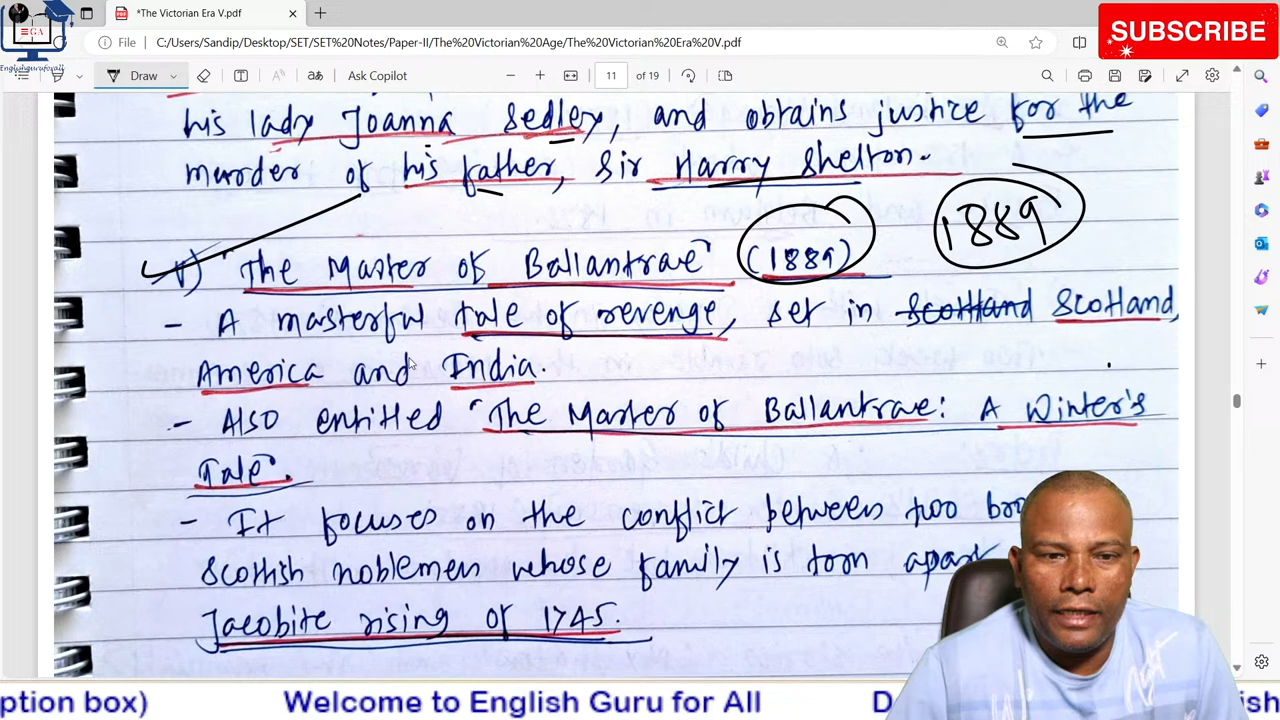 *The Victorian Era V.pdf
SUBSCRIBE
EGA
Englishguruforall
File
C:/Users/Sandip/Desktop/SET/SET%20Notes/Paper-II/The%20Victorian%20Age/The%20Victorian%20Era%20V.pdf
Draw
Ask Copilot
11 of 19
his lady Joanna Sedley, and obtains justice for the
murder of his father, Sir Harry Shelton.
1889
V) "The Master of Ballantrae" (1889)
- A masterful tale of revenge, set in Scotland Scotland,
America and India.
- Also entitled "The Master of Ballantrae: A Winter's
Tale".
- It focuses on the conflict between two
Scottish noblemen whose family is torn apart
Jacobite rising of 1745.
ption box)
Welcome to English Guru for All